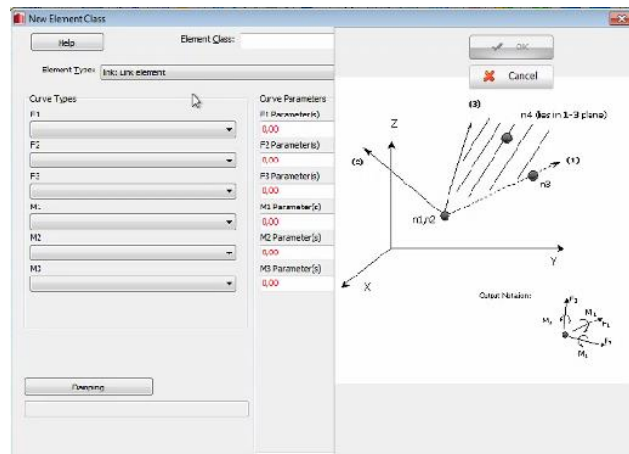 New Element Class
Help
Element Class:
OK
Element Type:
link: Link element
Cancel
Curve Types
Curve Parameters
F1
F1 Parameter(s)
0,00
F2
F2 Parameter(s)
0,00
F3
F3 Parameter(s)
0,00
M1
M1 Parameter(s)
0,00
M2
M2 Parameter(s)
0,00
M3
M3 Parameter(s)
0,00
Damping
(3)
n4 (lies in 1-3 plane)
Z
(1)
n3
n1/n2
Y
X
Output Notation: